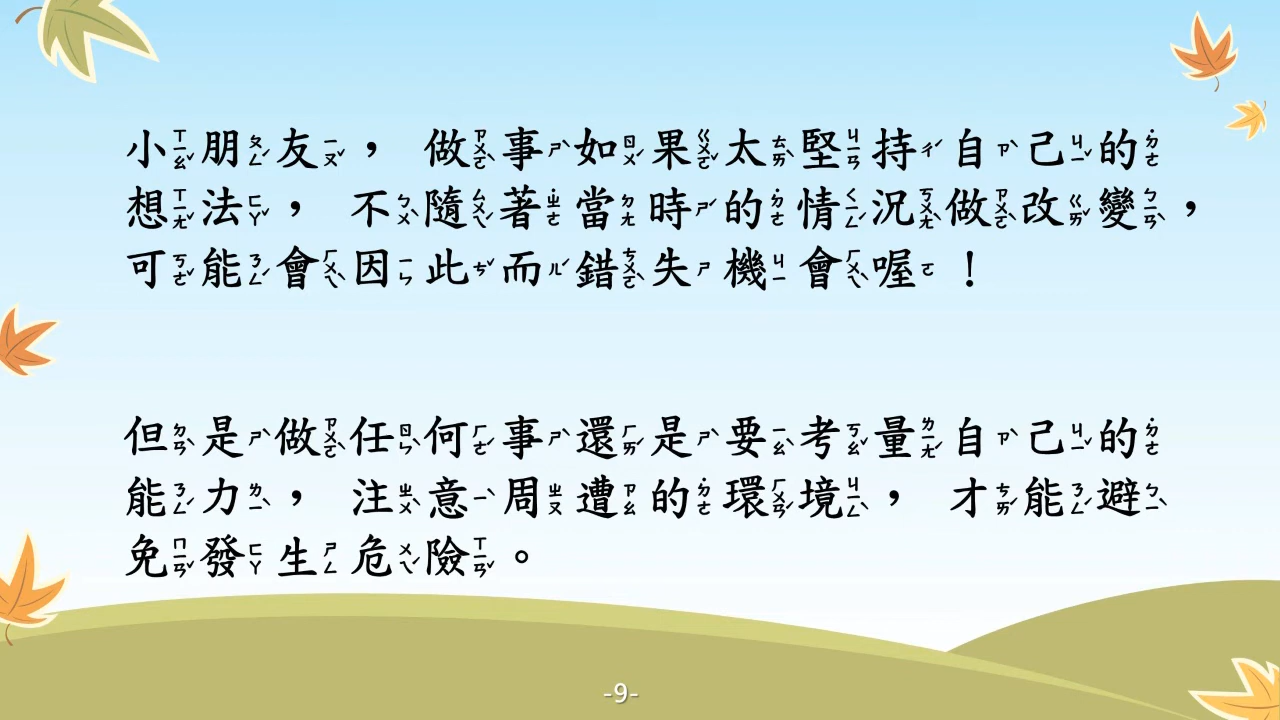 小朋友，做事如果太堅持自己的
想法，不隨著當時的情況做改變，
可能會因此而錯失機會喔！
但是做任何事還是要考量自己的
能力，注意周遭的環境，才能避
免發生危險。
-9-